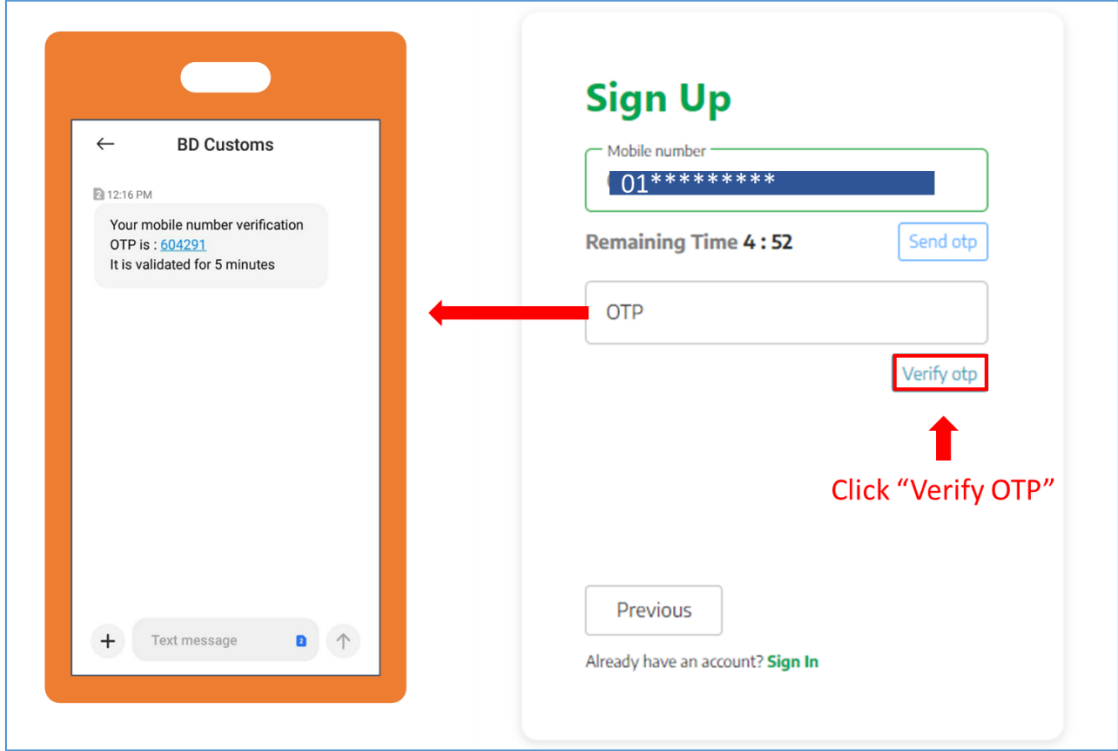 BD Customs
2 12:16 PM
Your mobile number verification
OTP is : 604291
It is validated for 5 minutes
Text message
2
Sign Up
Mobile number
01*********
Remaining Time 4 : 52
Send otp
OTP
Verify otp
Click “Verify OTP”
Previous
Already have an account? Sign In